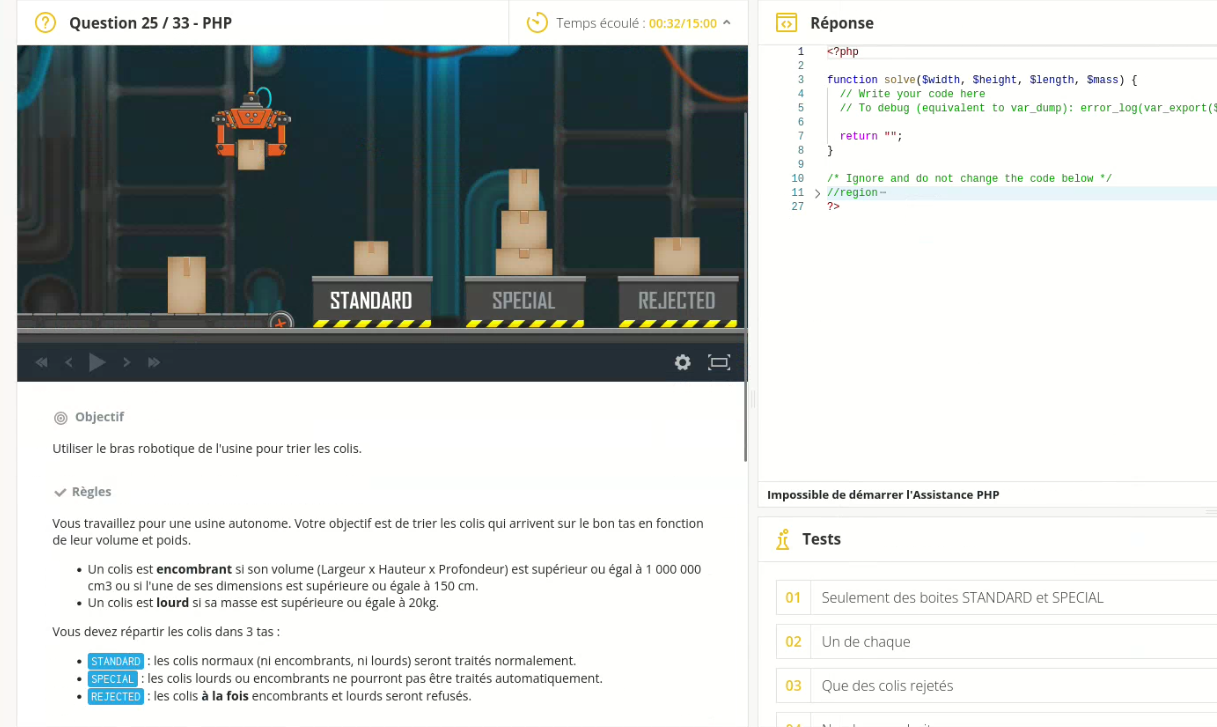 Question 25 / 33 - PHP
Temps écoulé : 00:32/15:00
STANDARD
SPECIAL
REJECTED
Objectif
Utiliser le bras robotique de l'usine pour trier les colis.
Règles
Vous travaillez pour une usine autonome. Votre objectif est de trier les colis qui arrivent sur le bon tas en fonction
de leur volume et poids.
Un colis est encombrant si son volume (Largeur x Hauteur x Profondeur) est supérieur ou égal à 1 000 000
cm3 ou si l'une de ses dimensions est supérieure ou égale à 150 cm.
Un colis est lourd si sa masse est supérieure ou égale à 20kg.
Vous devez répartir les colis dans 3 tas :
STANDARD : les colis normaux (ni encombrants, ni lourds) seront traités normalement.
SPECIAL : les colis lourds ou encombrants ne pourront pas être traités automatiquement.
REJECTED : les colis à la fois encombrants et lourds seront refusés.
Réponse
1 <?php
2
3 function solve($width, $height, $length, $mass) {
4 // Write your code here
5 // To debug (equivalent to var_dump): error_log(var_export($
6
7 return "";
8 }
9
10 /* Ignore and do not change the code below */
11 //region
27 ?>
Impossible de démarrer l'Assistance PHP
Tests
01 Seulement des boites STANDARD et SPECIAL
02 Un de chaque
03 Que des colis rejetés